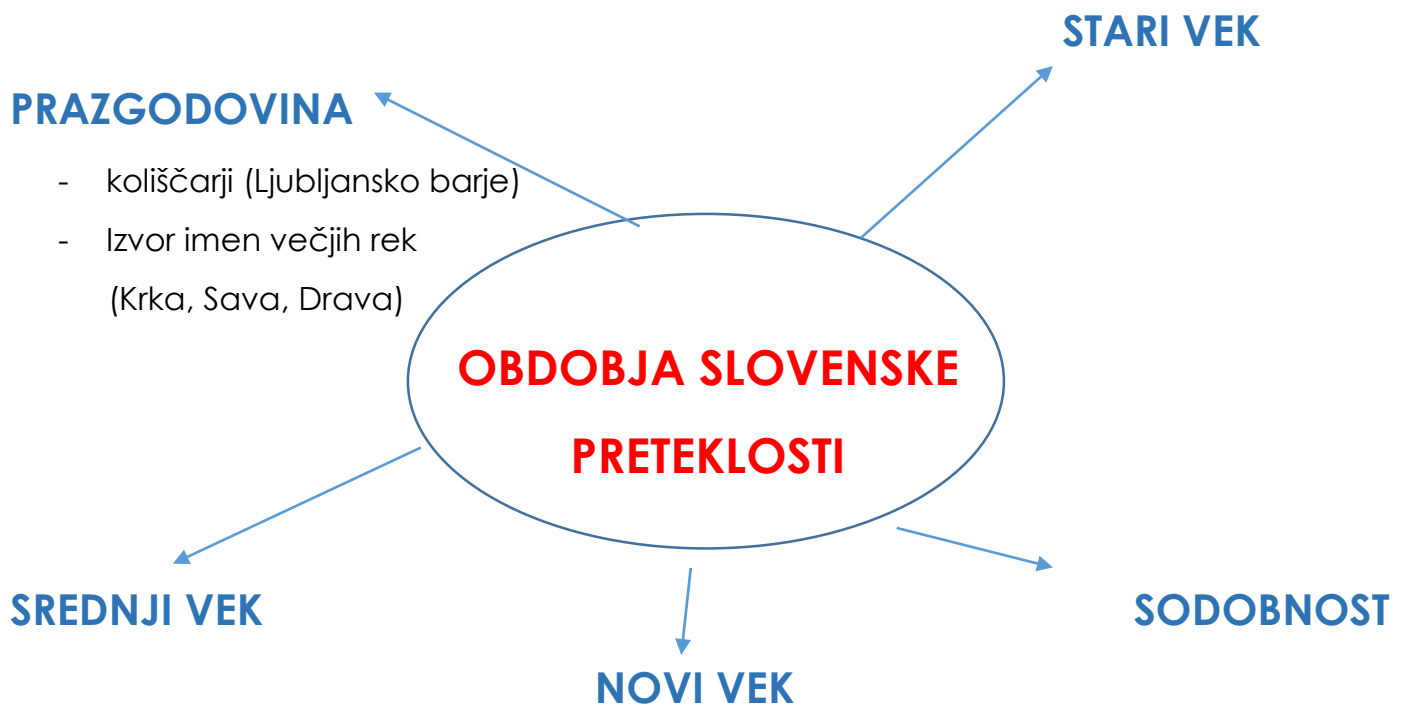 STARI VEK
PRAZGODOVINA
- koliščarji (Ljubljansko barje)
- Izvor imen večjih rek
(Krka, Sava, Drava)
OBDOBJA SLOVENSKE
PRETEKLOSTI
SREDNJI VEK
SODOBNOST
NOVI VEK